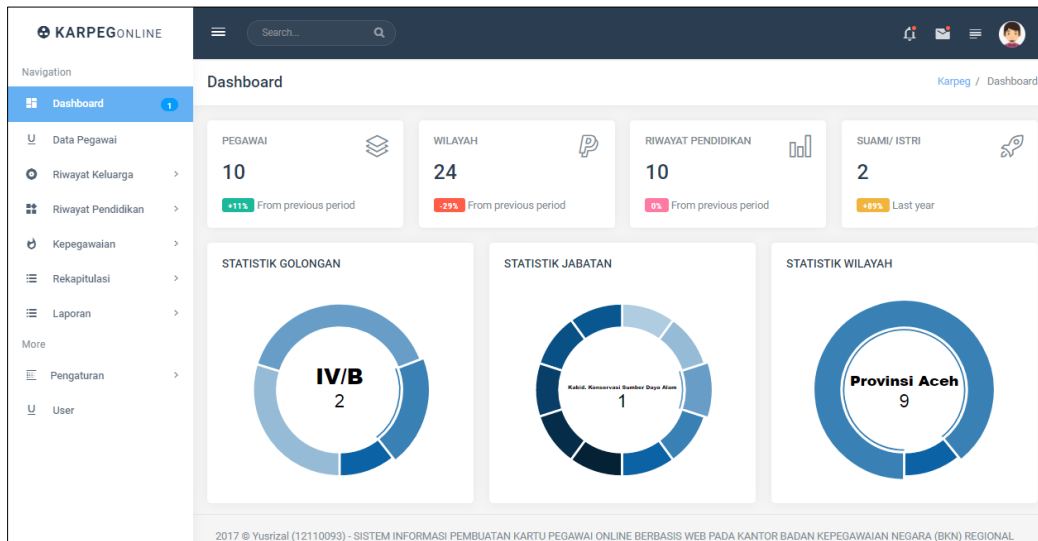 KARPEGONLINE
Search...
Navigation
Dashboard
Karpeg / Dashboard
Dashboard 1
Data Pegawai
Riwayat Keluarga
Riwayat Pendidikan
Kepegawaian
Rekapitulasi
Laporan
More
Pengaturan
User
PEGAWAI
10
+11% From previous period
WILAYAH
24
-29% From previous period
RIWAYAT PENDIDIKAN
10
0% From previous period
SUAMI/ ISTRI
2
+89% Last year
STATISTIK GOLONGAN
IV/B
2
STATISTIK JABATAN
Kabid. Konservasi Sumber Daya Alam
1
STATISTIK WILAYAH
Provinsi Aceh
9
2017 © Yusrizal (12110093) - SISTEM INFORMASI PEMBUATAN KARTU PEGAWAI ONLINE BERBASIS WEB PADA KANTOR BADAN KEPEGAWAIAN NEGARA (BKN) REGIONAL